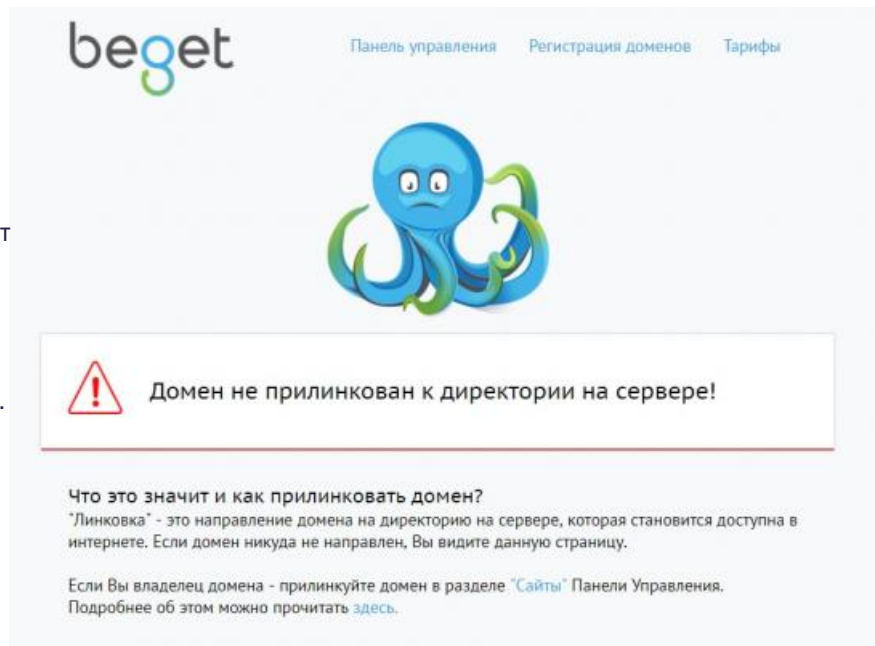 beget
Панель управления Регистрация доменов Тарифы
т
.
Домен не прилинкован к директории на сервере!
Что это значит и как прилинковать домен?
"Линковка" - это направление домена на директорию на сервере, которая становится доступна в
интернете. Если домен никуда не направлен, Вы видите данную страницу.
Если Вы владелец домена - прилинкуйте домен в разделе "Сайты" Панели Управления.
Подробнее об этом можно прочитать здесь.